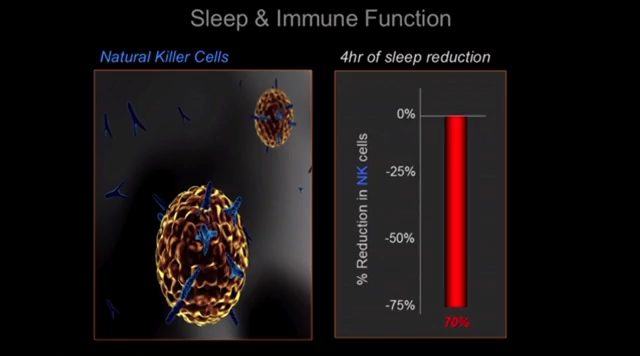 Sleep & Immune Function
Natural Killer Cells
4hr of sleep reduction
% Reduction in NK cells
0%
-25%
-50%
-75%
70%